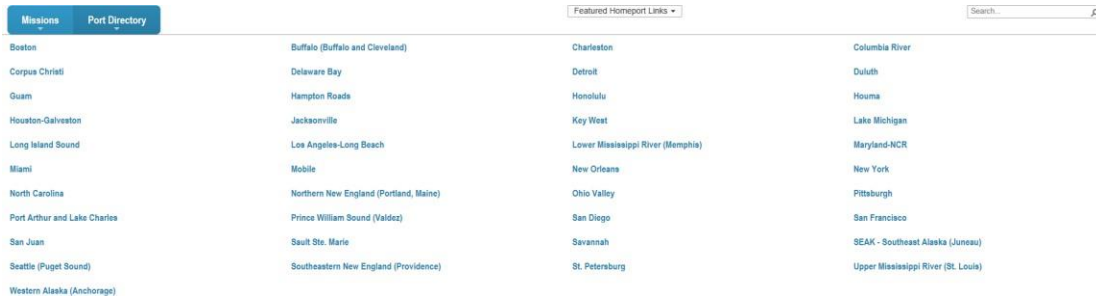 Missions Port Directory Featured Homeport Links Search...
Boston Buffalo (Buffalo and Cleveland) Charleston Columbia River
Corpus Christi Delaware Bay Detroit Duluth
Guam Hampton Roads Honolulu Houma
Houston-Galveston Jacksonville Key West Lake Michigan
Long Island Sound Los Angeles-Long Beach Lower Mississippi River (Memphis) Maryland-NCR
Miami Mobile New Orleans New York
North Carolina Northern New England (Portland, Maine) Ohio Valley Pittsburgh
Port Arthur and Lake Charles Prince William Sound (Valdez) San Diego San Francisco
San Juan Sault Ste. Marie Savannah SEAK - Southeast Alaska (Juneau)
Seattle (Puget Sound) Southeastern New England (Providence) St. Petersburg Upper Mississippi River (St. Louis)
Western Alaska (Anchorage)